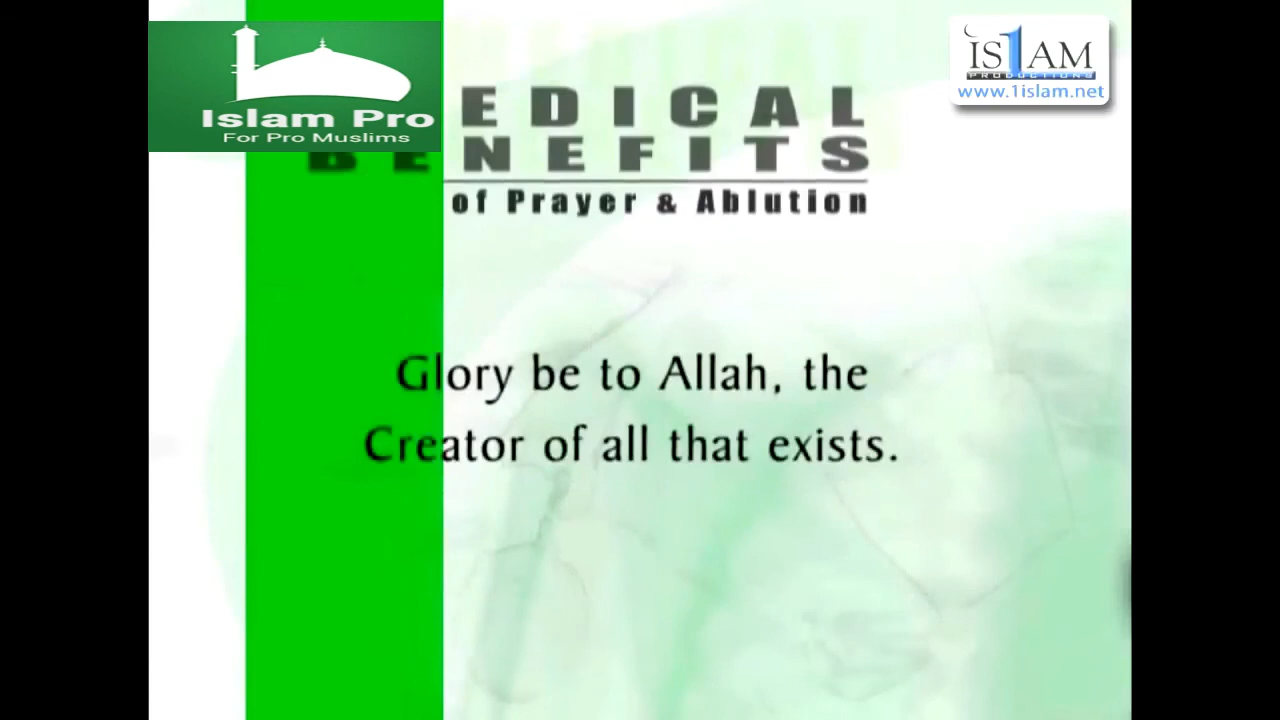 Islam Pro
For Pro Muslims
IS1AM
PRODUCTIONS
www.1islam.net
EDICAL
BENEFITS
of Prayer & Ablution
Glory be to Allah, the
Creator of all that exists.